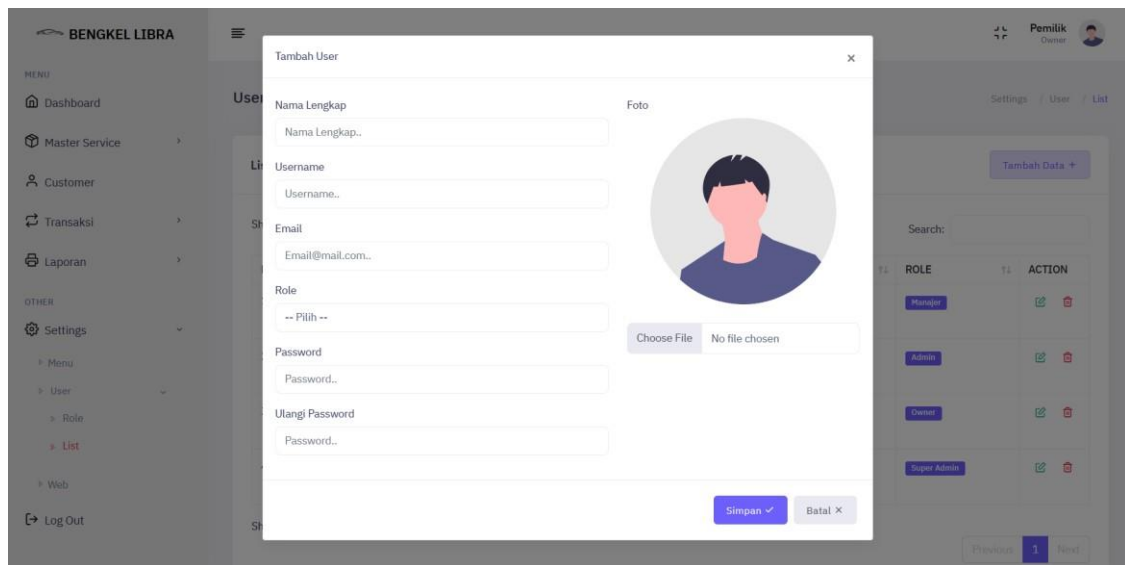 BENGKEL LIBRA
Pemilik
Owner
MENU
Dashboard
Master Service
Customer
Transaksi
Laporan
OTHER
Settings
Menu
User
Role
List
Web
Log Out
Settings / User / List
Tambah Data +
Search:
ROLE
ACTION
Manajer
Admin
Owner
Super Admin
Previous 1 Next
Tambah User ×
Nama Lengkap
Nama Lengkap..
Username
Username..
Email
Email@mail.com..
Role
-- Pilih --
Password
Password..
Ulangi Password
Password..
Foto
Choose File No file chosen
Simpan ✓
Batal ×